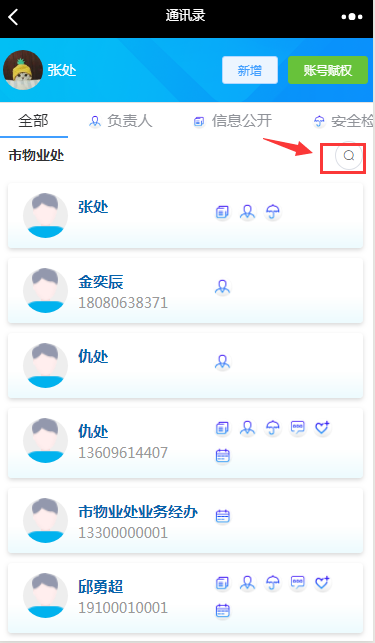 通讯录
张处 新增 账号赋权
全部 负责人 信息公开 安全检
市物业处
张处
金奕辰
18080638371
仇处
仇处
13609614407
市物业处业务经办
13300000001
邱勇超
19100010001